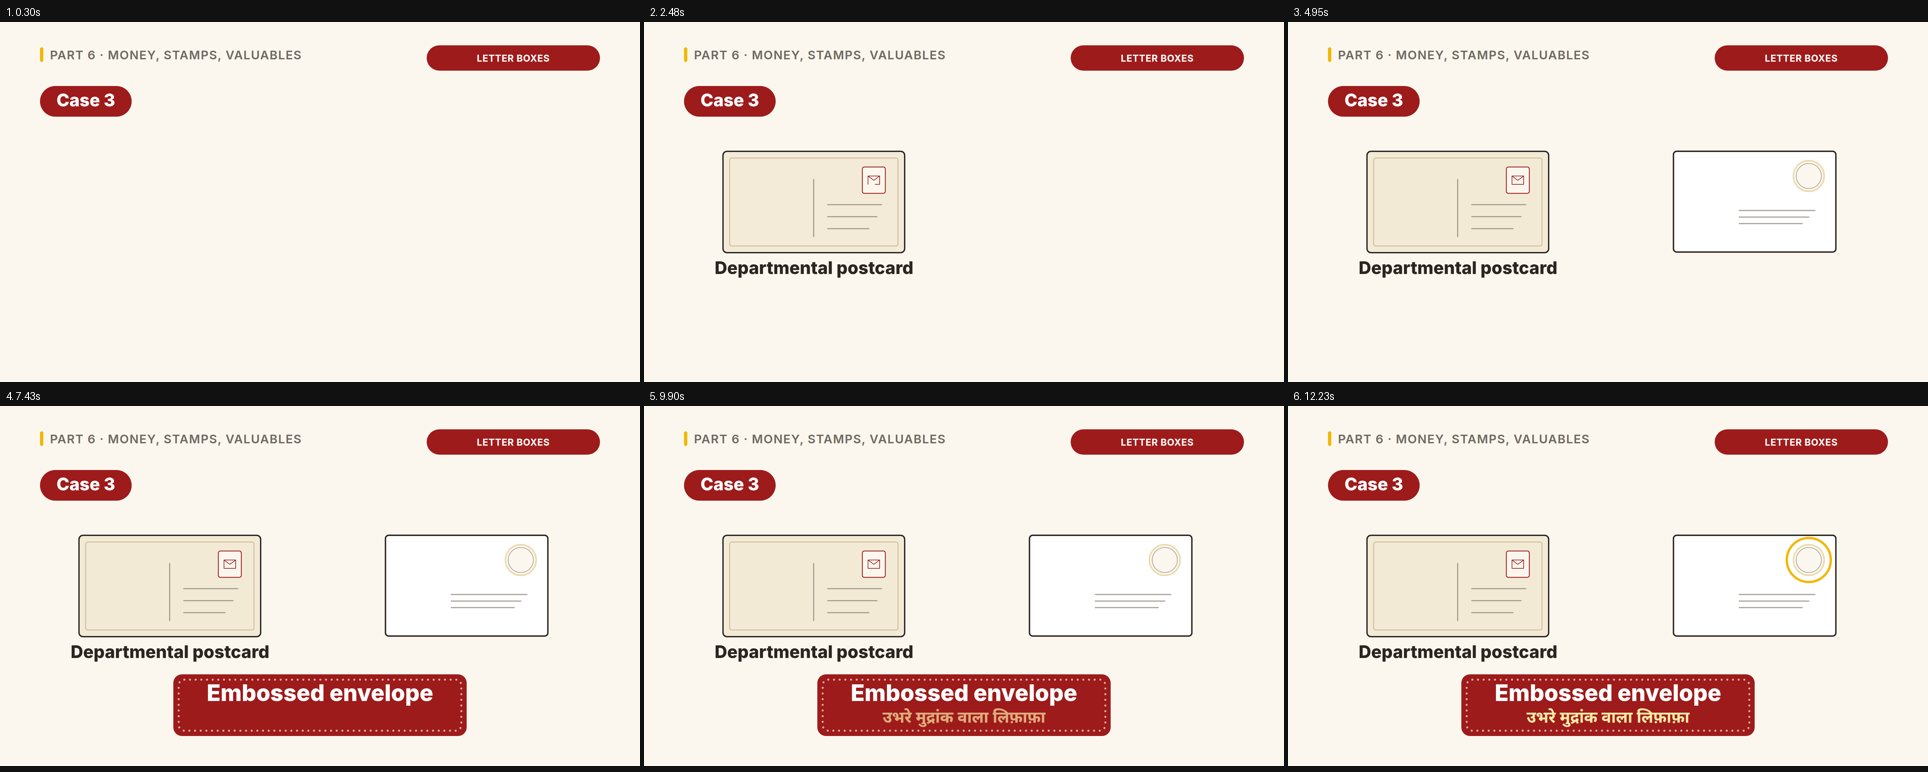 1. 0.30s
PART 6 · MONEY, STAMPS, VALUABLES
LETTER BOXES
Case 3
2. 2.48s
PART 6 · MONEY, STAMPS, VALUABLES
LETTER BOXES
Case 3
Departmental postcard
3. 4.95s
PART 6 · MONEY, STAMPS, VALUABLES
LETTER BOXES
Case 3
Departmental postcard
4. 7.43s
PART 6 · MONEY, STAMPS, VALUABLES
LETTER BOXES
Case 3
Departmental postcard
Embossed envelope
5. 9.90s
PART 6 · MONEY, STAMPS, VALUABLES
LETTER BOXES
Case 3
Departmental postcard
Embossed envelope
उभरे मुद्रांक वाला लिफ़ाफ़ा
6. 12.23s
PART 6 · MONEY, STAMPS, VALUABLES
LETTER BOXES
Case 3
Departmental postcard
Embossed envelope
उभरे मुद्रांक वाला लिफ़ाफ़ा